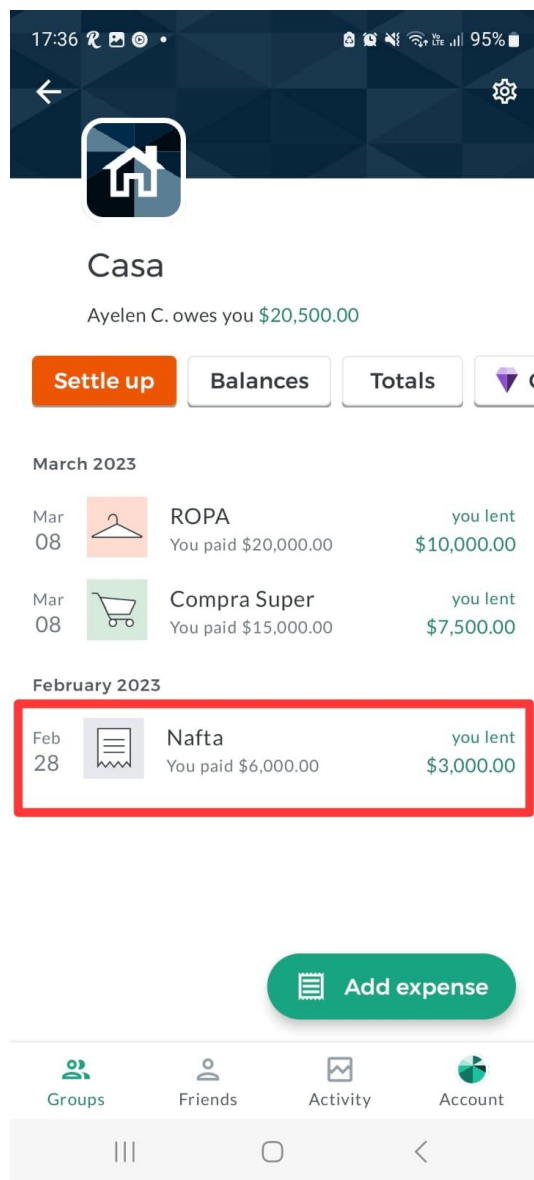 17:36 95%
Casa
Ayelen C. owes you $20,500.00
Settle up Balances Totals
March 2023
Mar 08 ROPA you lent
You paid $20,000.00 $10,000.00
Mar 08 Compra Super you lent
You paid $15,000.00 $7,500.00
February 2023
Feb 28 Nafta you lent
You paid $6,000.00 $3,000.00
Add expense
Groups Friends Activity Account